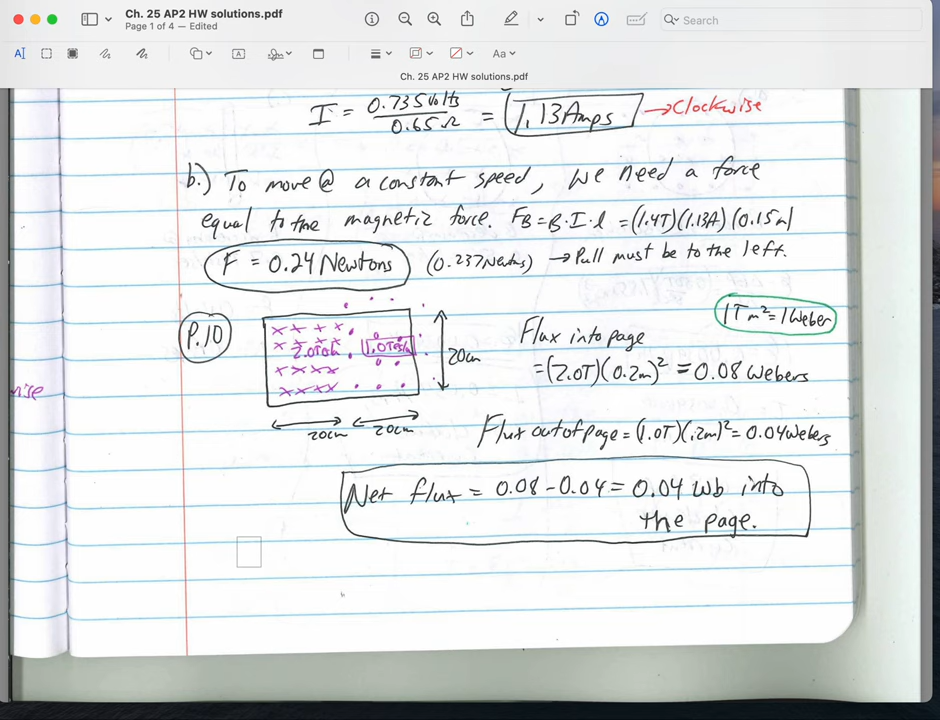 Ch. 25 AP2 HW solutions.pdf
Page 1 of 4 — Edited
Search
AI
A
Aa
Ch. 25 AP2 HW solutions.pdf
I = 0.735 volts / 0.65 Ω = 1.13 Amps → Clockwise
b.) To move @ a constant speed, we need a force
equal to the magnetic force. FB = B·I·l = (1.4T)(1.13A)(0.15m)
F = 0.24 Newtons (0.237 Newtons) → Pull must be to the left.
P.10
1 T m² = 1 Weber
2.0 Tesla
1.0 Tesla
20cm
Flux into page
= (2.0T)(0.2m)² = 0.08 Webers
20cm 20cm
Flux out of page = (1.0T)(.2m)² = 0.04 Webers
Net flux = 0.08 - 0.04 = 0.04 wb into
the page.